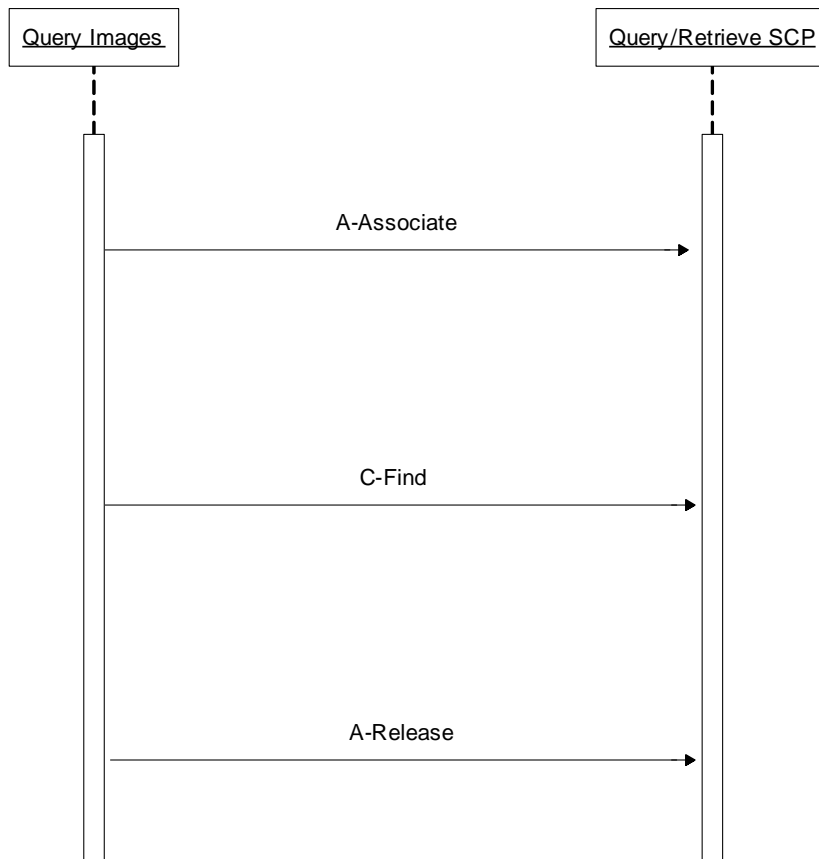 Query Images
Query/Retrieve SCP
A-Associate
C-Find
A-Release